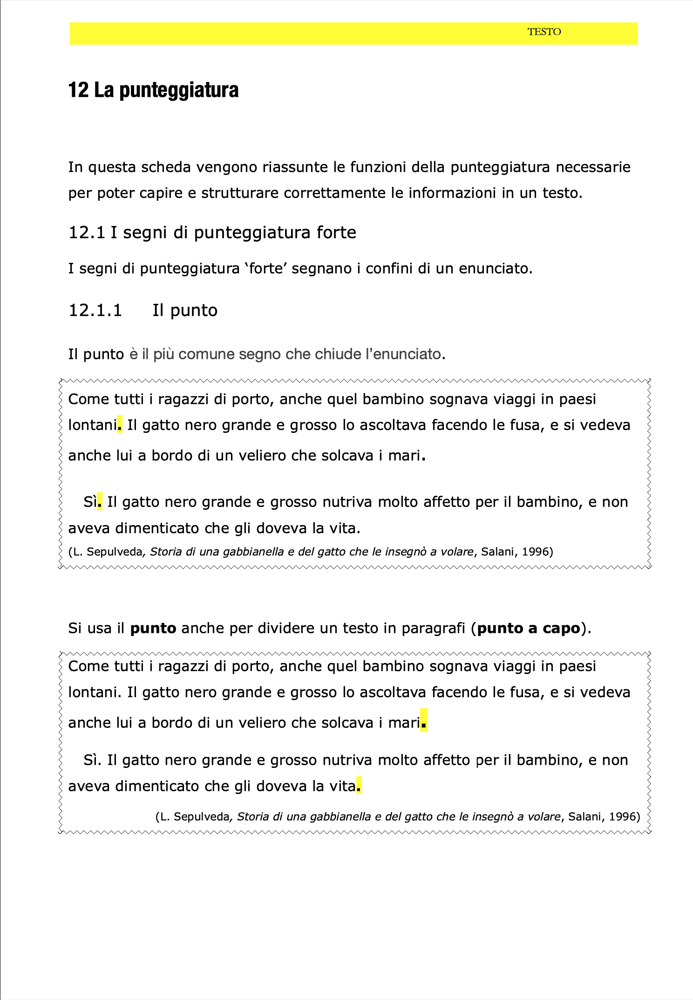 TESTO
12 La punteggiatura
In questa scheda vengono riassunte le funzioni della punteggiatura necessarie
per poter capire e strutturare correttamente le informazioni in un testo.
12.1 I segni di punteggiatura forte
I segni di punteggiatura ‘forte’ segnano i confini di un enunciato.
12.1.1 Il punto
Il punto è il più comune segno che chiude l’enunciato.
Come tutti i ragazzi di porto, anche quel bambino sognava viaggi in paesi
lontani. Il gatto nero grande e grosso lo ascoltava facendo le fusa, e si vedeva
anche lui a bordo di un veliero che solcava i mari.
Sì. Il gatto nero grande e grosso nutriva molto affetto per il bambino, e non
aveva dimenticato che gli doveva la vita.
(L. Sepulveda, Storia di una gabbianella e del gatto che le insegnò a volare, Salani, 1996)
Si usa il punto anche per dividere un testo in paragrafi (punto a capo).
Come tutti i ragazzi di porto, anche quel bambino sognava viaggi in paesi
lontani. Il gatto nero grande e grosso lo ascoltava facendo le fusa, e si vedeva
anche lui a bordo di un veliero che solcava i mari.
Sì. Il gatto nero grande e grosso nutriva molto affetto per il bambino, e non
aveva dimenticato che gli doveva la vita.
(L. Sepulveda, Storia di una gabbianella e del gatto che le insegnò a volare, Salani, 1996)